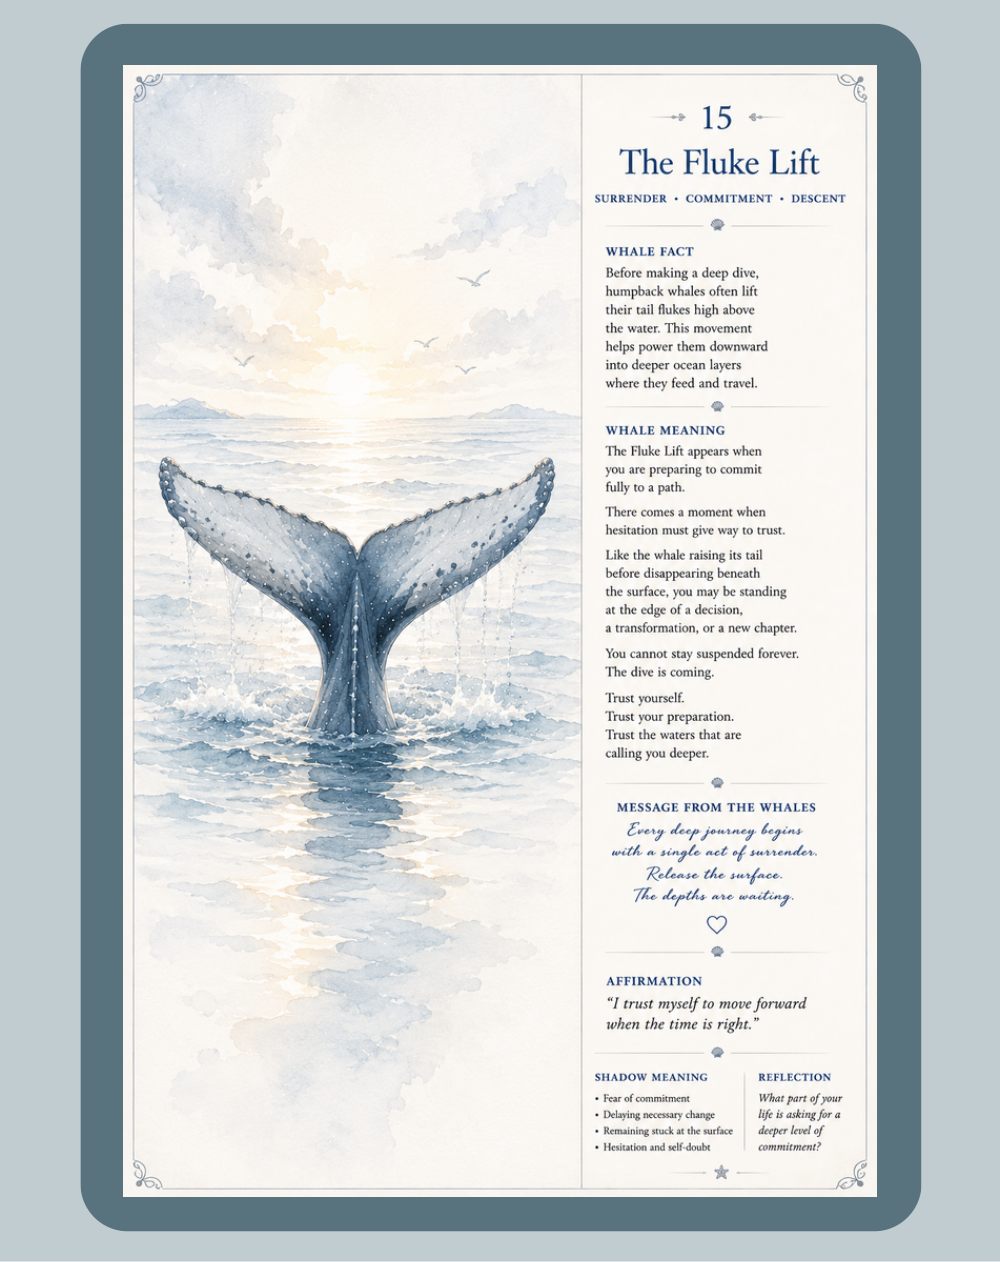 15
The Fluke Lift
SURRENDER • COMMITMENT • DESCENT
WHALE FACT
Before making a deep dive,
humpback whales often lift
their tail flukes high above
the water. This movement
helps power them downward
into deeper ocean layers
where they feed and travel.
WHALE MEANING
The Fluke Lift appears when
you are preparing to commit
fully to a path.
There comes a moment when
hesitation must give way to trust.
Like the whale raising its tail
before disappearing beneath
the surface, you may be standing
at the edge of a decision,
a transformation, or a new chapter.
You cannot stay suspended forever.
The dive is coming.
Trust yourself.
Trust your preparation.
Trust the waters that are
calling you deeper.
MESSAGE FROM THE WHALES
Every deep journey begins
with a single act of surrender.
Release the surface.
The depths are waiting.
AFFIRMATION
“I trust myself to move forward
when the time is right.”
SHADOW MEANING
• Fear of commitment
• Delaying necessary change
• Remaining stuck at the surface
• Hesitation and self-doubt
REFLECTION
What part of your
life is asking for a
deeper level of
commitment?